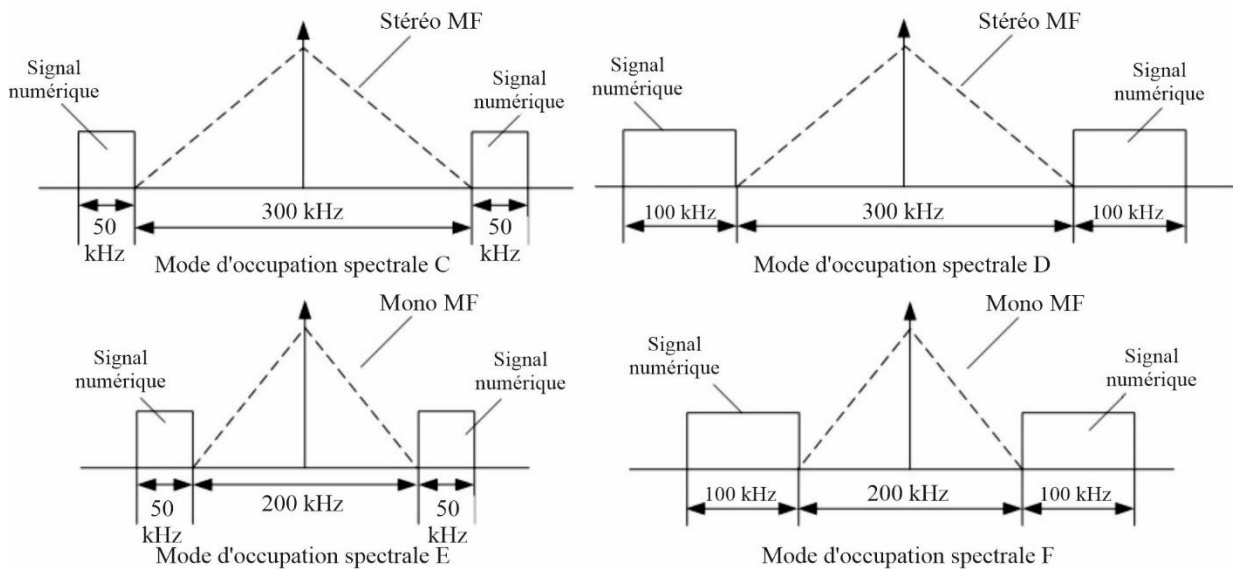 Stéréo MF
Signal
numérique
Signal
numérique
50
kHz
300 kHz
50
kHz
Mode d'occupation spectrale C
Stéréo MF
Signal
numérique
Signal
numérique
100 kHz
300 kHz
100 kHz
Mode d'occupation spectrale D
Mono MF
Signal
numérique
Signal
numérique
50
kHz
200 kHz
50
kHz
Mode d'occupation spectrale E
Mono MF
Signal
numérique
Signal
numérique
100 kHz
200 kHz
100 kHz
Mode d'occupation spectrale F